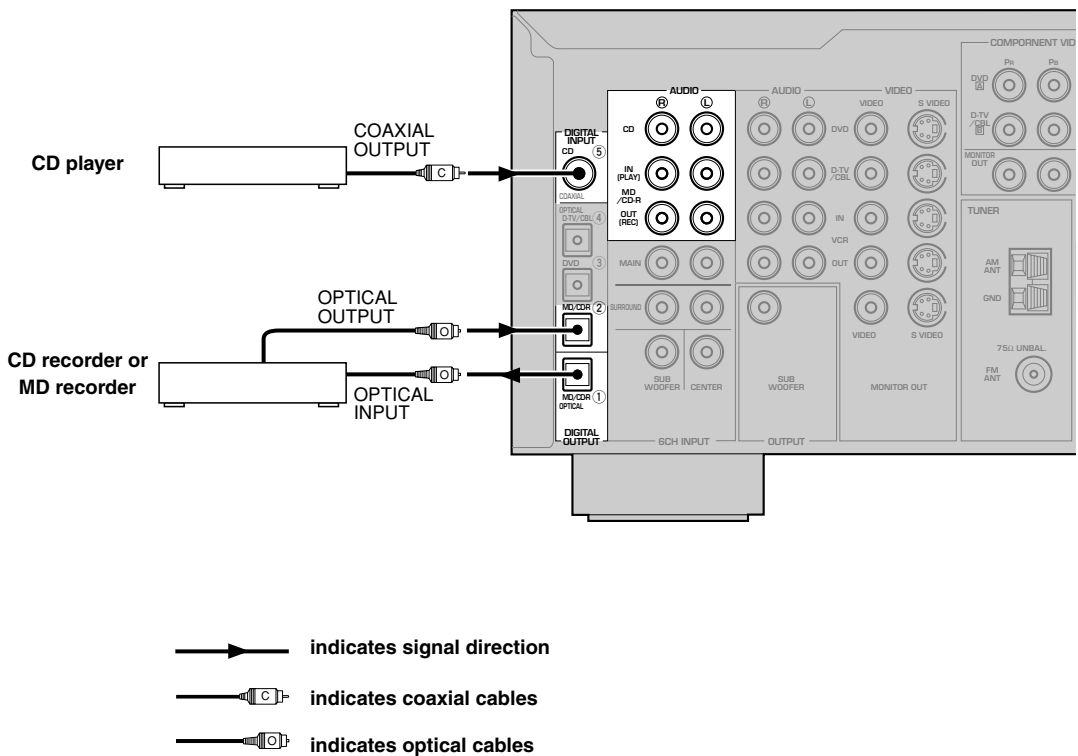 COMPORNENT VID
PR PB
DVD
A
D-TV
/CBL
B
MONITOR
OUT
AUDIO
R L
CD
IN
(PLAY)
MD
/CD-R
OUT
(REC)
AUDIO
R L
VIDEO
VIDEO S VIDEO
DVD
D-TV
/CBL
IN
VCR
OUT
VIDEO S VIDEO
DIGITAL
INPUT
CD 5
COAXIAL
OPTICAL
D-TV/CBL 4
DVD 3
MD/CDR 2
MD/CDR 1
OPTICAL
DIGITAL
OUTPUT
MAIN
SURROUND
SUB
WOOFER
CENTER
6CH INPUT
SUB
WOOFER
OUTPUT
MONITOR OUT
TUNER
AM
ANT
GND
75Ω UNBAL.
FM
ANT
CD player
COAXIAL
OUTPUT
C
OPTICAL
OUTPUT
O
CD recorder or
MD recorder
O
OPTICAL
INPUT
indicates signal direction
C
indicates coaxial cables
O
indicates optical cables